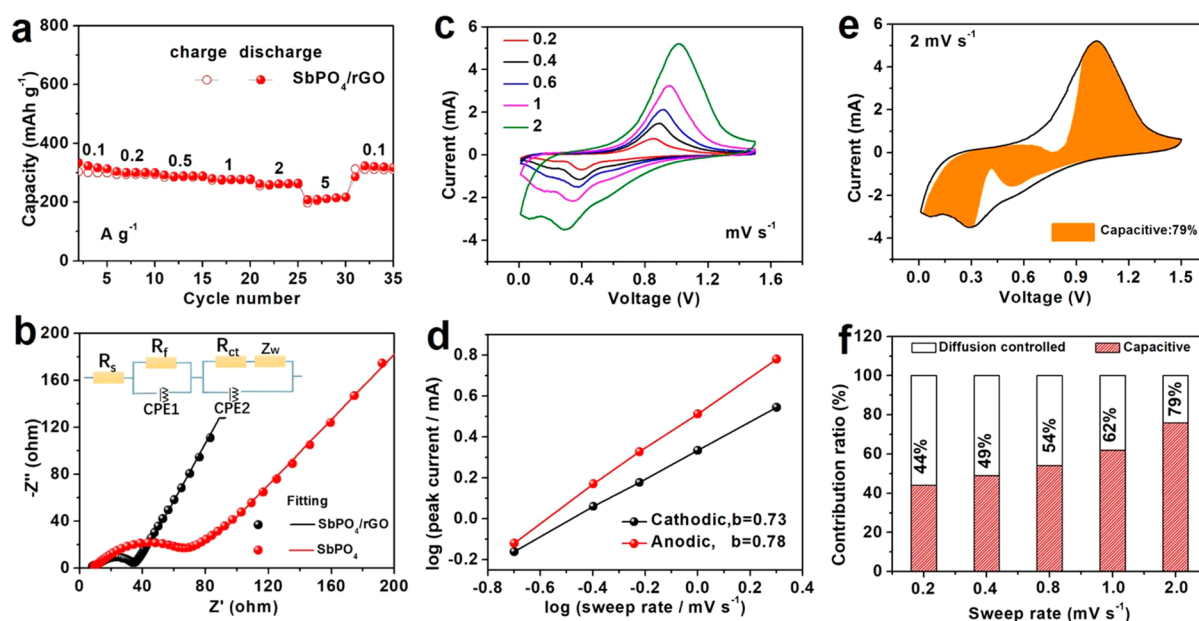 a
800
600
400
200
0
Capacity (mAh g⁻¹)
charge discharge
SbPO₄/rGO
0.1
0.2
0.5
1
2
5
0.1
A g⁻¹
5 10 15 20 25 30 35
Cycle number
b
200
160
120
80
40
0
-Z'' (ohm)
Rs
Rf
Rct
Zw
CPE1
CPE2
Fitting
SbPO₄/rGO
SbPO₄
0 40 80 120 160 200
Z' (ohm)
c
6
4
2
0
-2
-4
Current (mA)
0.2
0.4
0.6
1
2
mV s⁻¹
0.0 0.3 0.6 0.9 1.2 1.5
Voltage (V)
d
1.0
0.8
0.6
0.4
0.2
0.0
-0.2
log (peak current / mA)
Cathodic,b=0.73
Anodic, b=0.78
-0.8 -0.6 -0.4 -0.2 0.0 0.2 0.4
log (sweep rate / mV s⁻¹)
e
6
4
2
0
-2
-4
Current (mA)
2 mV s⁻¹
Capacitive:79%
0.0 0.3 0.6 0.9 1.2 1.5
Voltage (V)
f
120
100
80
60
40
20
0
Contribution ratio (%)
Diffusion controlled
Capacitive
44%
49%
54%
62%
79%
0.2 0.4 0.8 1.0 2.0
Sweep rate (mV s⁻¹)